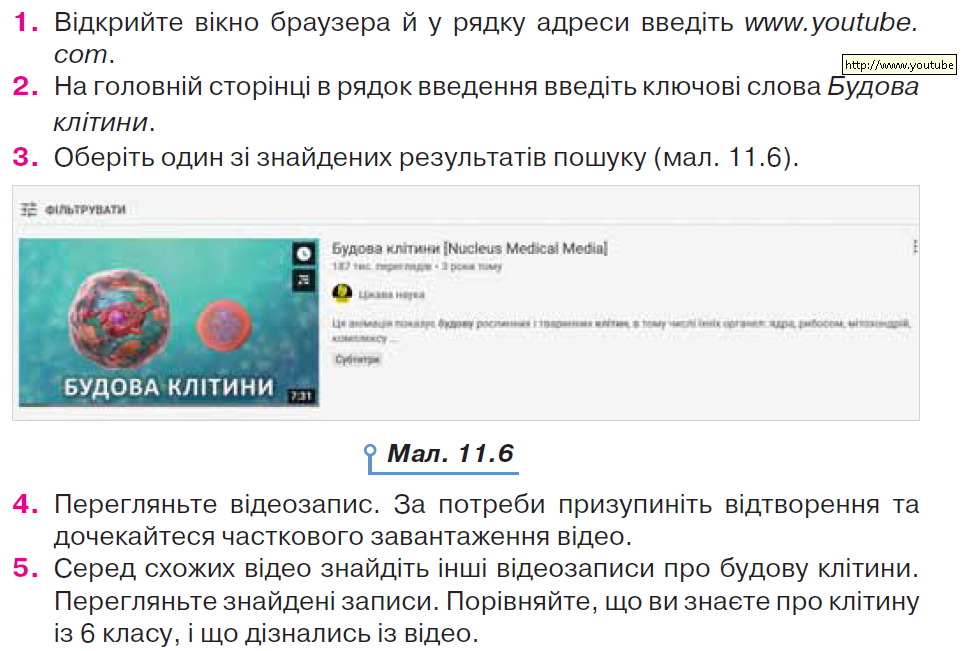 1. Відкрийте вікно браузера й у рядку адреси введіть www.youtube.
com.
http://www.youtube
2. На головній сторінці в рядок введення введіть ключові слова Будова
клітини.
3. Оберіть один зі знайдених результатів пошуку (мал. 11.6).
ФІЛЬТРУВАТИ
Будова клітини [Nucleus Medical Media]
187 тис. переглядів • 3 роки тому
Цікава наука
Ця анімація показує будову рослинних і тваринних клітин, в тому числі їхніх органел: ядра, рибосом, мітохондрій,
комплексу ...
Субтитри
БУДОВА КЛІТИНИ
7:31
Мал. 11.6
4. Перегляньте відеозапис. За потреби призупиніть відтворення та
дочекайтеся часткового завантаження відео.
5. Серед схожих відео знайдіть інші відеозаписи про будову клітини.
Перегляньте знайдені записи. Порівняйте, що ви знаєте про клітину
із 6 класу, і що дізнались із відео.